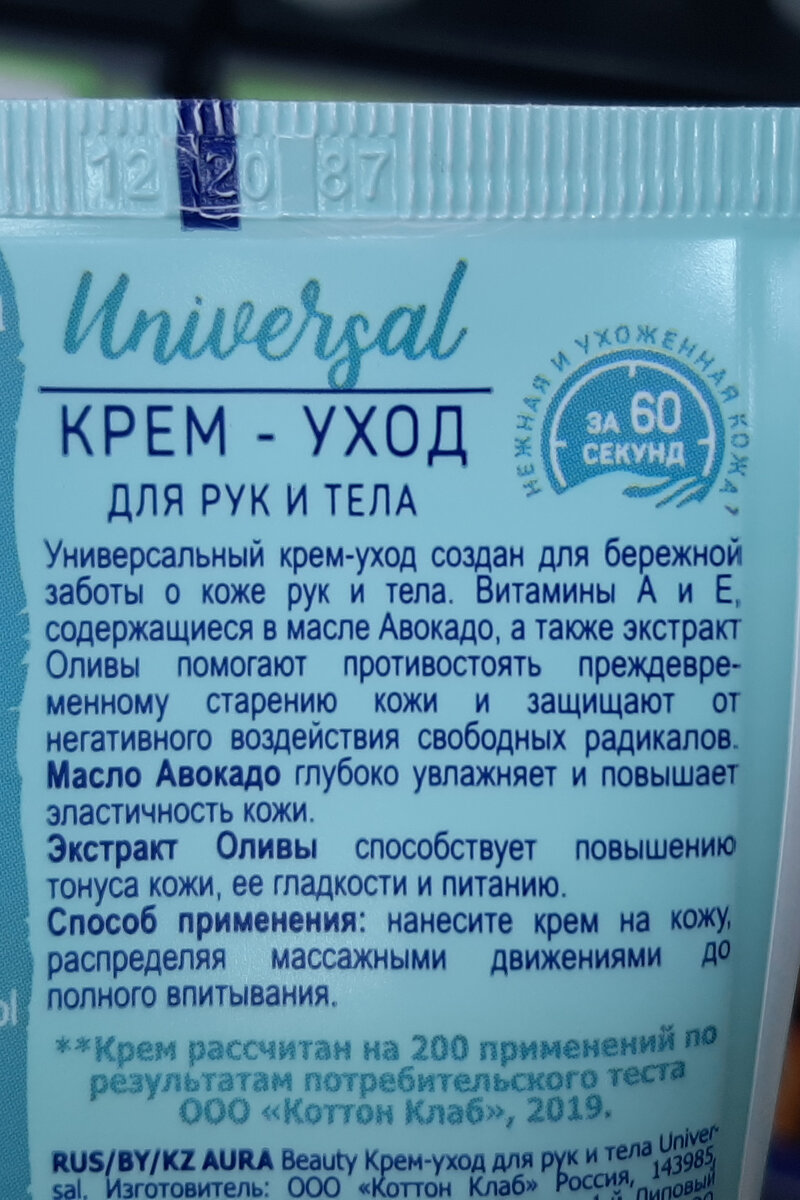 12 20 87
Universal
КРЕМ - УХОД
ДЛЯ РУК И ТЕЛА
НЕЖНАЯ И УХОЖЕННАЯ КОЖА
ЗА 60
СЕКУНД
Универсальный крем-уход создан для бережной
заботы о коже рук и тела. Витамины А и Е,
содержащиеся в масле Авокадо, а также экстракт
Оливы помогают противостоять преждевре-
менному старению кожи и защищают от
негативного воздействия свободных радикалов.
Масло Авокадо глубоко увлажняет и повышает
эластичность кожи.
Экстракт Оливы способствует повышению
тонуса кожи, ее гладкости и питанию.
Способ применения: нанесите крем на кожу,
распределяя массажными движениями до
полного впитывания.
**Крем рассчитан на 200 применений по
результатам потребительского теста
ООО «Коттон Клаб», 2019.
RUS/BY/KZ AURA Beauty Крем-уход для рук и тела Univer-
sal. Изготовитель: ООО «Коттон Клаб» Россия, 143985,